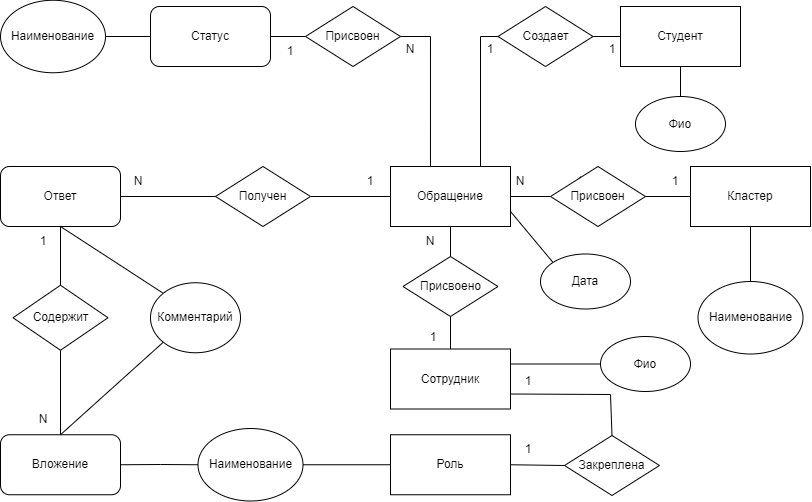 Наименование
Статус
Присвоен
Создает
Студент
1
N
1
1
Фио
Ответ
N
Получен
1
Обращение
N
Присвоен
1
Кластер
1
N
Присвоено
Дата
Содержит
Комментарий
Наименование
1
Сотрудник
Фио
1
N
Вложение
Наименование
Роль
1
Закреплена